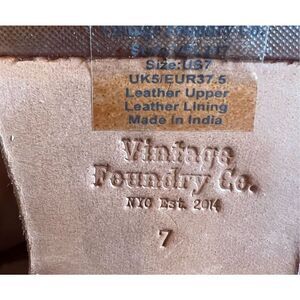 Size:US7
UK5/EUR37.5
Leather Upper
Leather Lining
Made in India
Vintage
Foundry Co.
NYC Est. 2014
7